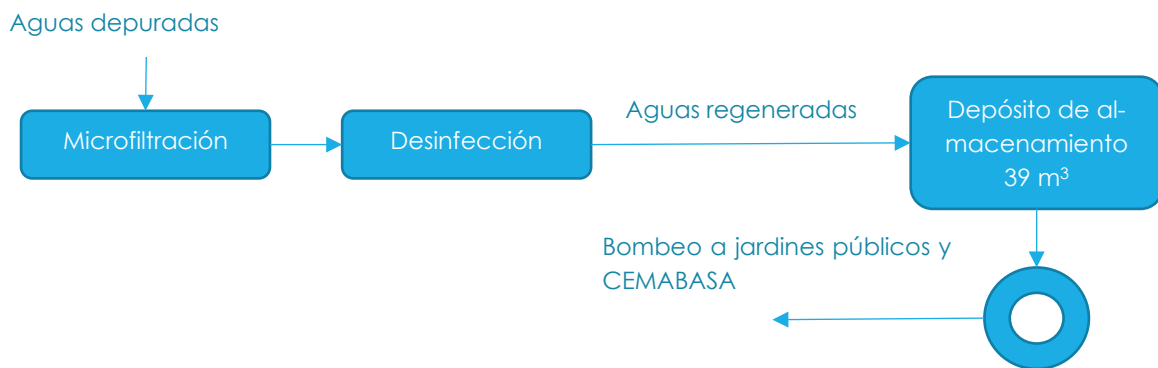 Aguas depuradas
Microfiltración
Desinfección
Aguas regeneradas
Depósito de al-
macenamiento
39 m³
Bombeo a jardines públicos y
CEMABASA